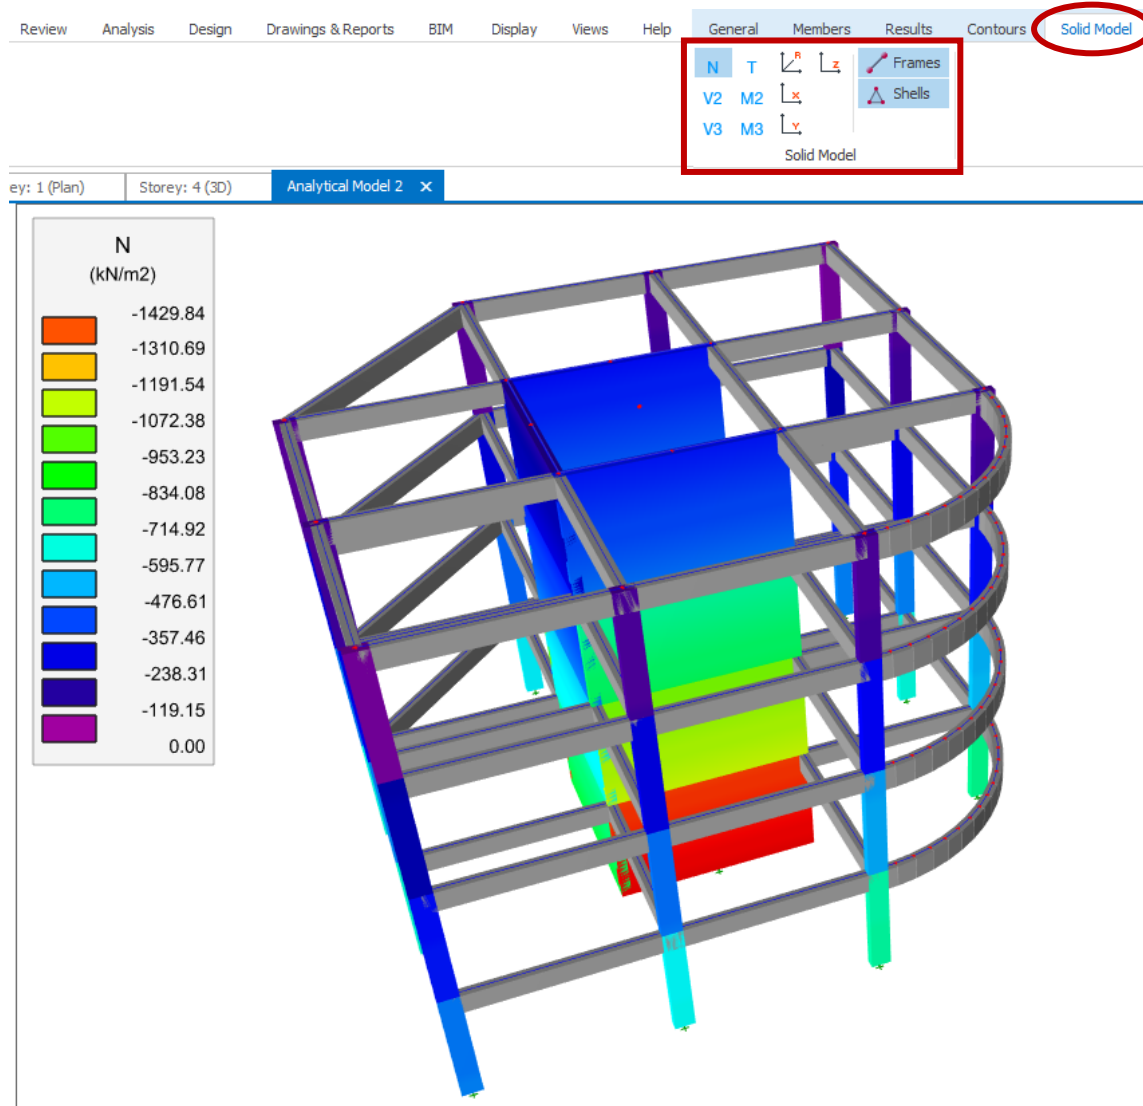 Review Analysis Design Drawings & Reports BIM Display Views Help General Members Results Contours Solid Model
N T R Z Frames
V2 M2 X Shells
V3 M3 Y
Solid Model
ey: 1 (Plan) Storey: 4 (3D) Analytical Model 2 ×
N
(kN/m2)
-1429.84
-1310.69
-1191.54
-1072.38
-953.23
-834.08
-714.92
-595.77
-476.61
-357.46
-238.31
-119.15
0.00